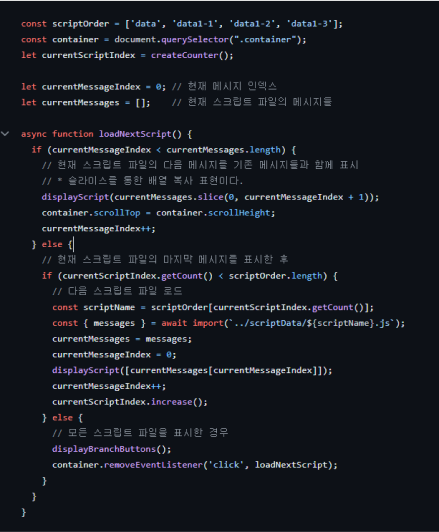 const scriptOrder = ['data', 'data1-1', 'data1-2', 'data1-3'];
const container = document.querySelector(".container");
let currentScriptIndex = createCounter();
let currentMessageIndex = 0; // 현재 메시지 인덱스
let currentMessages = [];    // 현재 스크립트 파일의 메시지들
async function loadNextScript() {
  if (currentMessageIndex < currentMessages.length) {
    // 현재 스크립트 파일의 다음 메시지를 기존 메시지들과 함께 표시
    // * 슬라이스를 통한 배열 복사 표현이다.
    displayScript(currentMessages.slice(0, currentMessageIndex + 1));
    container.scrollTop = container.scrollHeight;
    currentMessageIndex++;
  } else {
    // 현재 스크립트 파일의 마지막 메시지를 표시한 후
    if (currentScriptIndex.getCount() < scriptOrder.length) {
      // 다음 스크립트 파일 로드
      const scriptName = scriptOrder[currentScriptIndex.getCount()];
      const { messages } = await import(`../scriptData/${scriptName}.js`);
      currentMessages = messages;
      currentMessageIndex = 0;
      displayScript([currentMessages[currentMessageIndex]]);
      currentMessageIndex++;
      currentScriptIndex.increase();
    } else {
      // 모든 스크립트 파일을 표시한 경우
      displayBranchButtons();
      container.removeEventListener('click', loadNextScript);
    }
  }
}